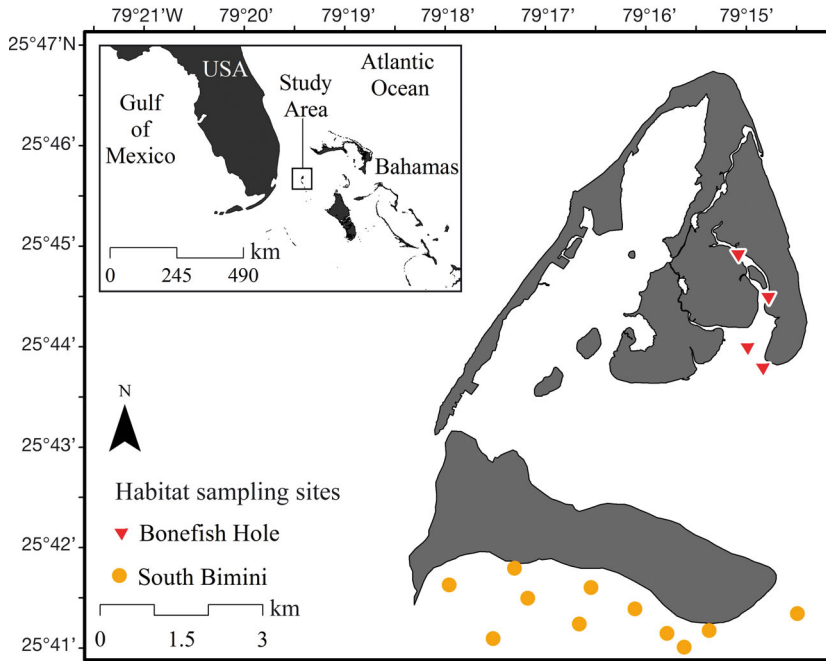 79°21' 79°20' 79°19' 79°18' 79°17' 79°16' 79°15'
25°47'N
25°46'
25°45'
25°44'
25°43'
25°42'
25°41'
USA
Atlantic
Ocean
Study
Area
Gulf
of
Mexico
Bahamas
km
0 245 490
N
Habitat sampling sites
Bonefish Hole
South Bimini
km
0 1.5 3